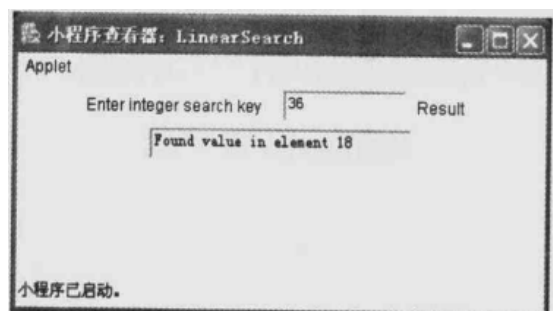 小程序查看器: LinearSearch
Applet
Enter integer search key 36 Result
Found value in element 18
小程序已启动。